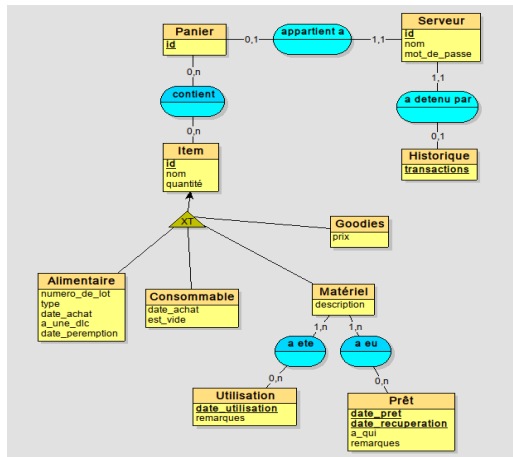 Panier
id
0,1
appartient a
1,1
Serveur
id
nom
mot_de_passe
0,n
contient
0,n
1,1
a detenu par
0,1
Item
id
nom
quantité
Historique
transactions
XT
Goodies
prix
Alimentaire
numero_de_lot
type
date_achat
a_une_dlc
date_peremption
Consommable
date_achat
est_vide
Matériel
description
1,n
1,n
a ete
a eu
0,n
0,n
Utilisation
date_utilisation
remarques
Prêt
date_pret
date_recuperation
a_qui
remarques